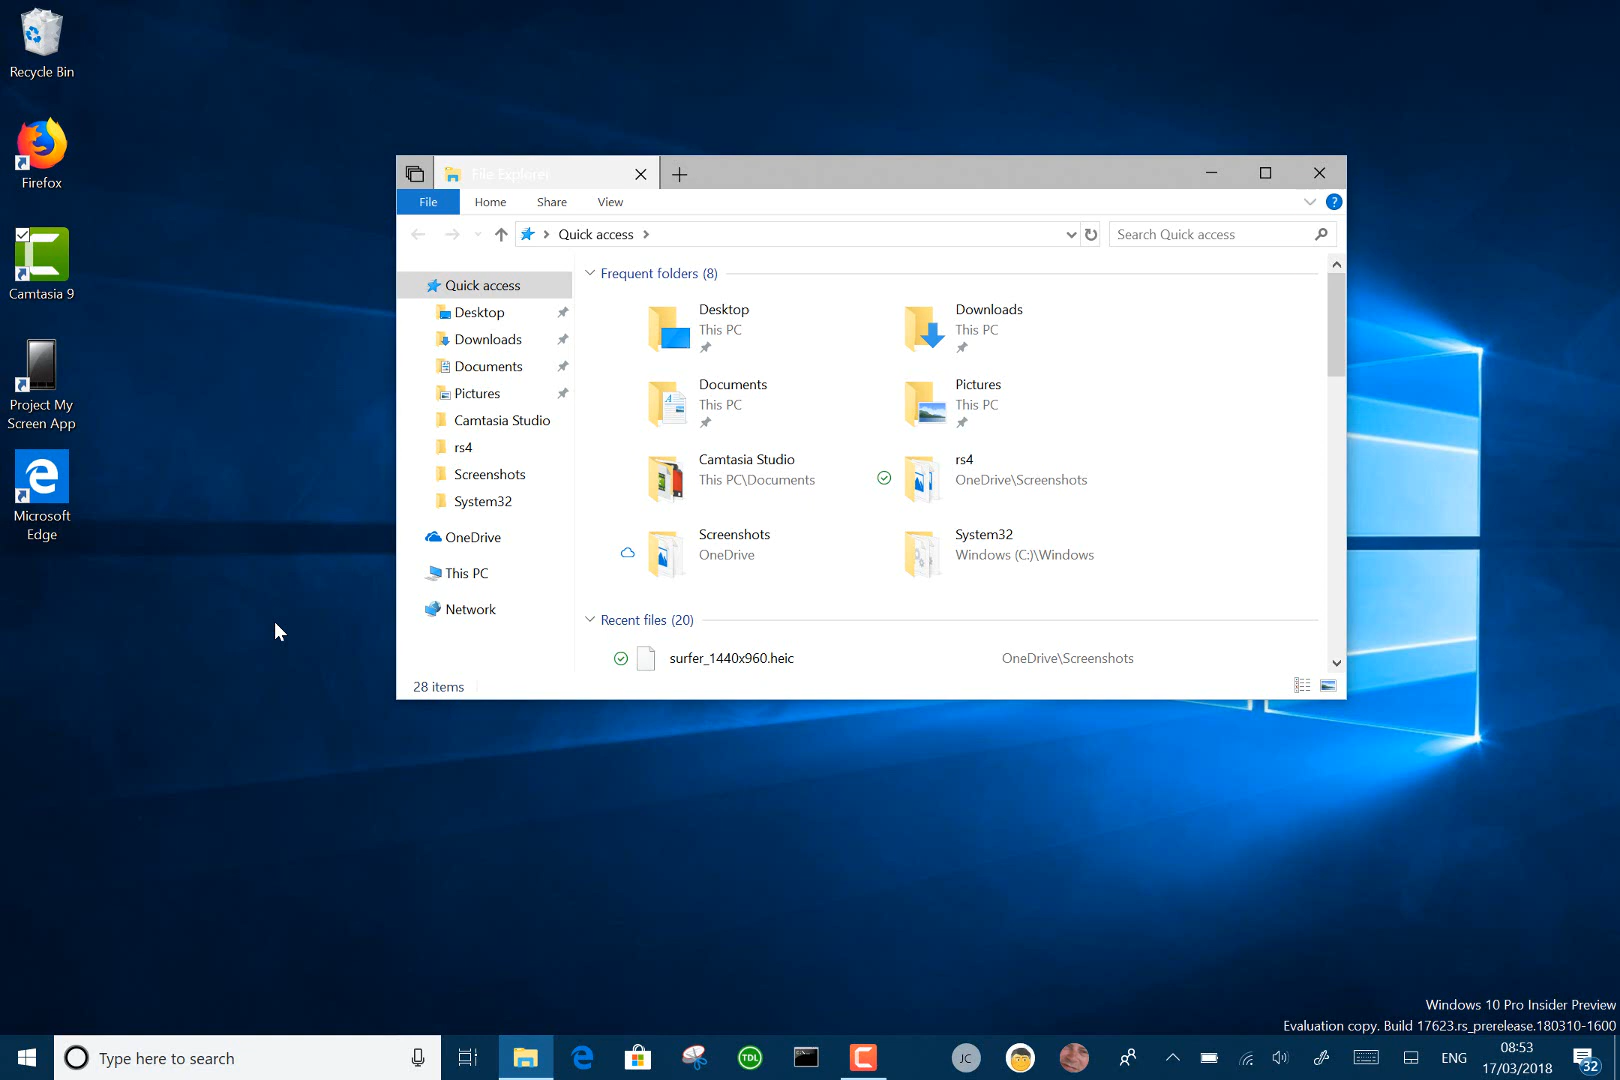 Recycle Bin
Firefox
Camtasia 9
Project My
Screen App
Microsoft
Edge
File Explorer
File Home Share View
Quick access
Search Quick access
Quick access
Desktop
Downloads
Documents
Pictures
Camtasia Studio
rs4
Screenshots
System32
OneDrive
This PC
Network
Frequent folders (8)
Desktop
This PC
Downloads
This PC
Documents
This PC
Pictures
This PC
Camtasia Studio
This PC\Documents
rs4
OneDrive\Screenshots
Screenshots
OneDrive
System32
Windows (C:)\Windows
Recent files (20)
surfer_1440x960.heic OneDrive\Screenshots
28 items
Windows 10 Pro Insider Preview
Evaluation copy. Build 17623.rs_prerelease.180310-1600
Type here to search
TDL
JC
ENG
08:53
17/03/2018
32